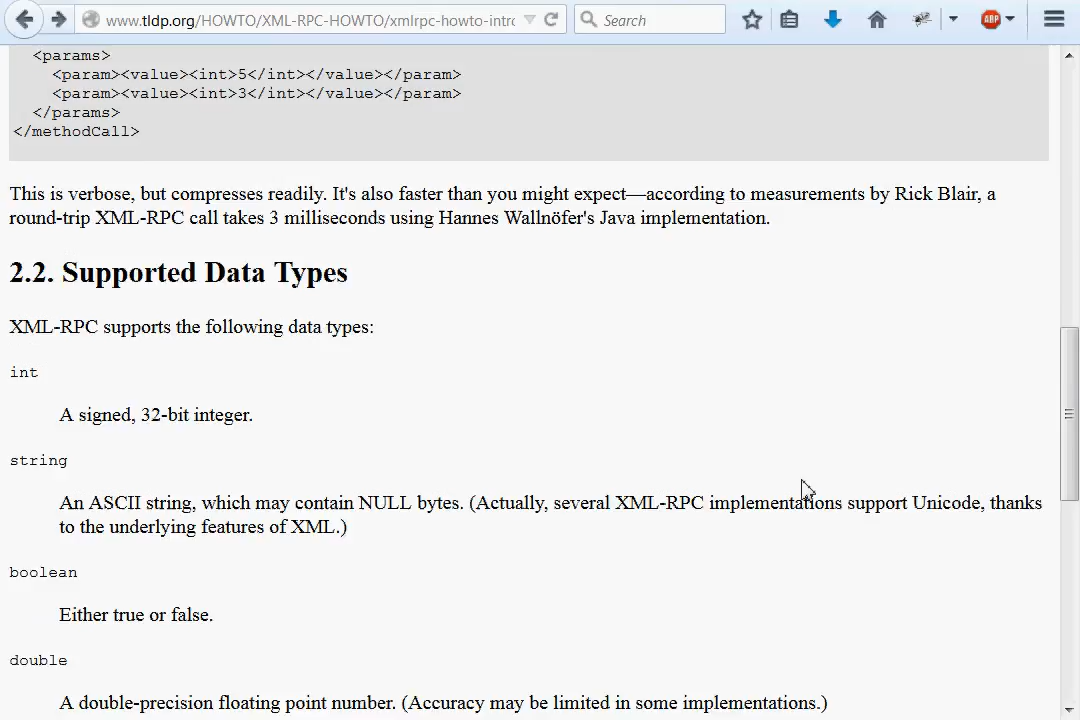 www.tldp.org/HOWTO/XML-RPC-HOWTO/xmlrpc-howto-intro
Search
ABP
<params>
<param><value><int>5</int></value></param>
<param><value><int>3</int></value></param>
</params>
</methodCall>
This is verbose, but compresses readily. It's also faster than you might expect—according to measurements by Rick Blair, a
round-trip XML-RPC call takes 3 milliseconds using Hannes Wallnöfer's Java implementation.
2.2. Supported Data Types
XML-RPC supports the following data types:
int
A signed, 32-bit integer.
string
An ASCII string, which may contain NULL bytes. (Actually, several XML-RPC implementations support Unicode, thanks
to the underlying features of XML.)
boolean
Either true or false.
double
A double-precision floating point number. (Accuracy may be limited in some implementations.)